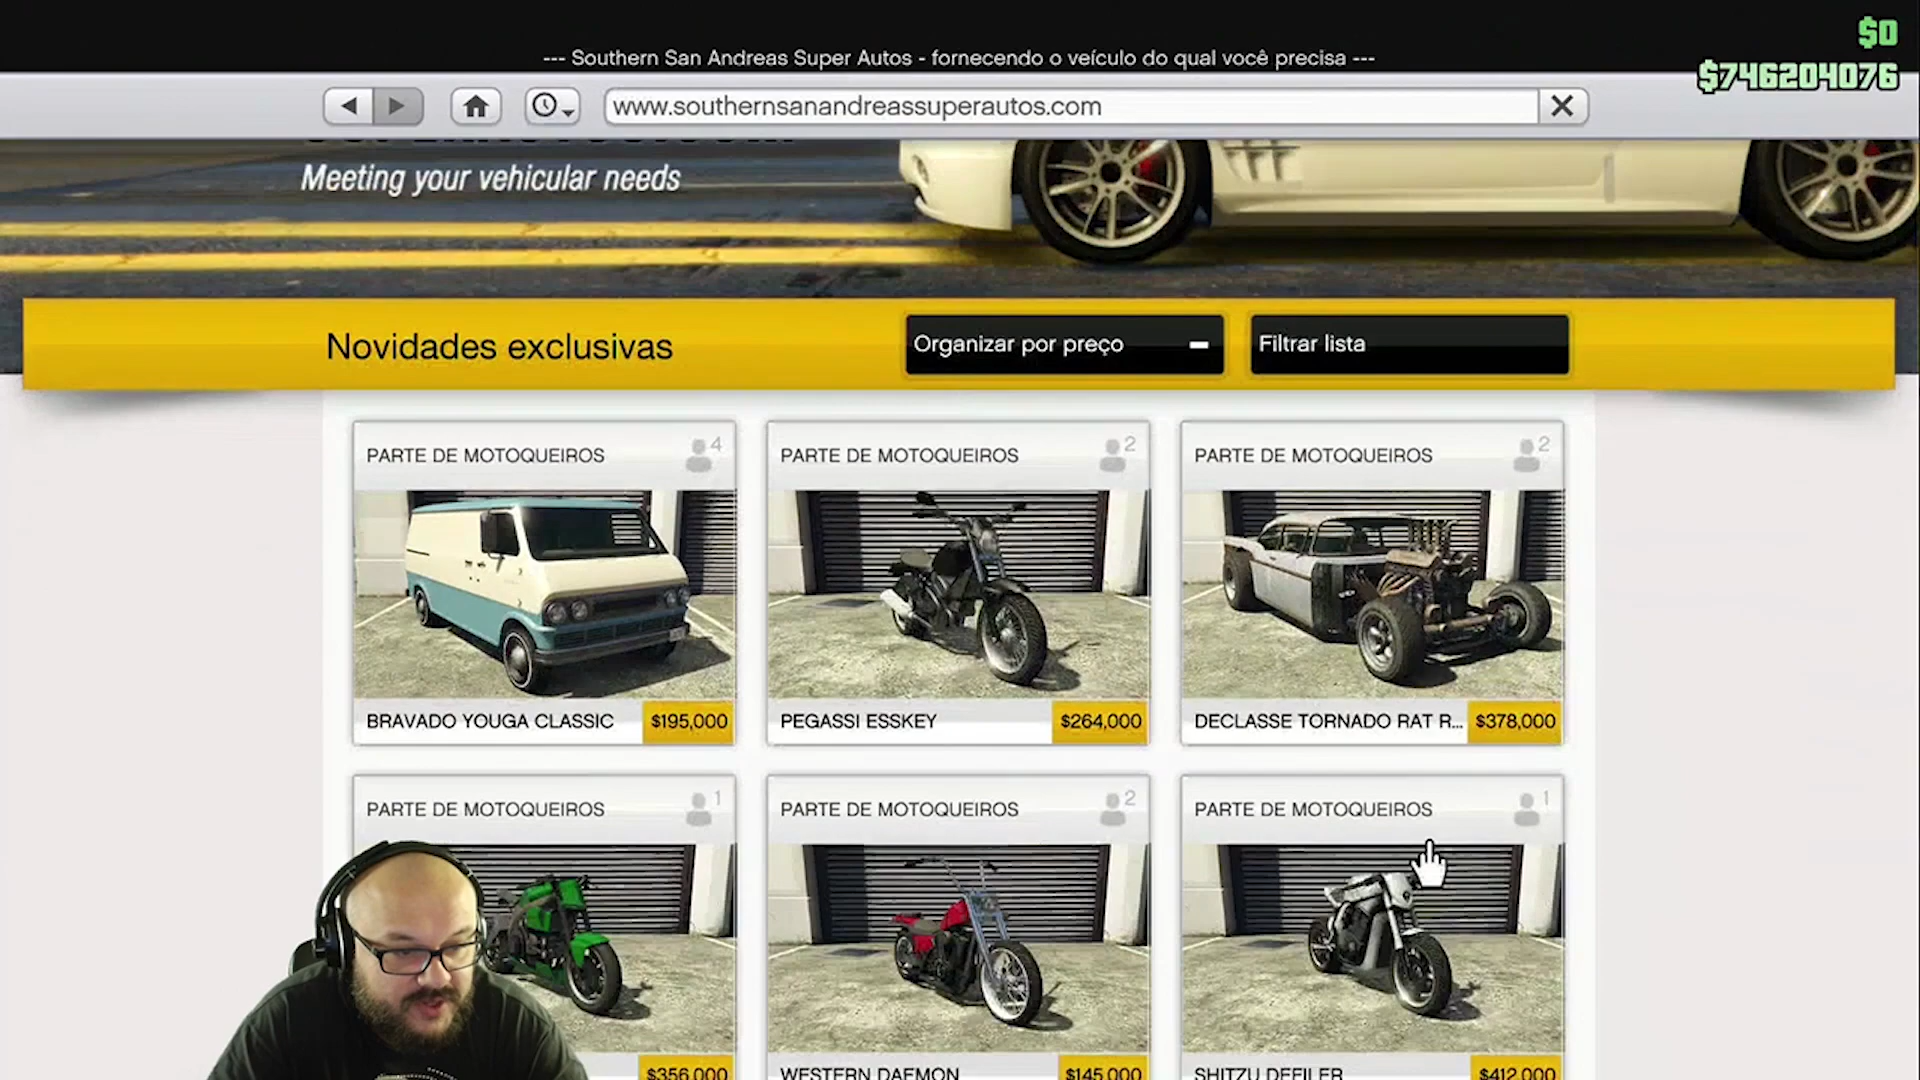 $0
--- Southern San Andreas Super Autos - fornecendo o veículo do qual você precisa ---
$746204076
www.southernsanandreassuperautos.com
Meeting your vehicular needs
Novidades exclusivas
Organizar por preço
Filtrar lista
PARTE DE MOTOQUEIROS 4
PARTE DE MOTOQUEIROS 2
PARTE DE MOTOQUEIROS 2
BRAVADO YOUGA CLASSIC $195,000
PEGASSI ESSKEY $264,000
DECLASSE TORNADO RAT R... $378,000
PARTE DE MOTOQUEIROS 1
PARTE DE MOTOQUEIROS 2
PARTE DE MOTOQUEIROS 1
$356,000
WESTERN DAEMON $145,000
SHITZU DEFILER $412,000